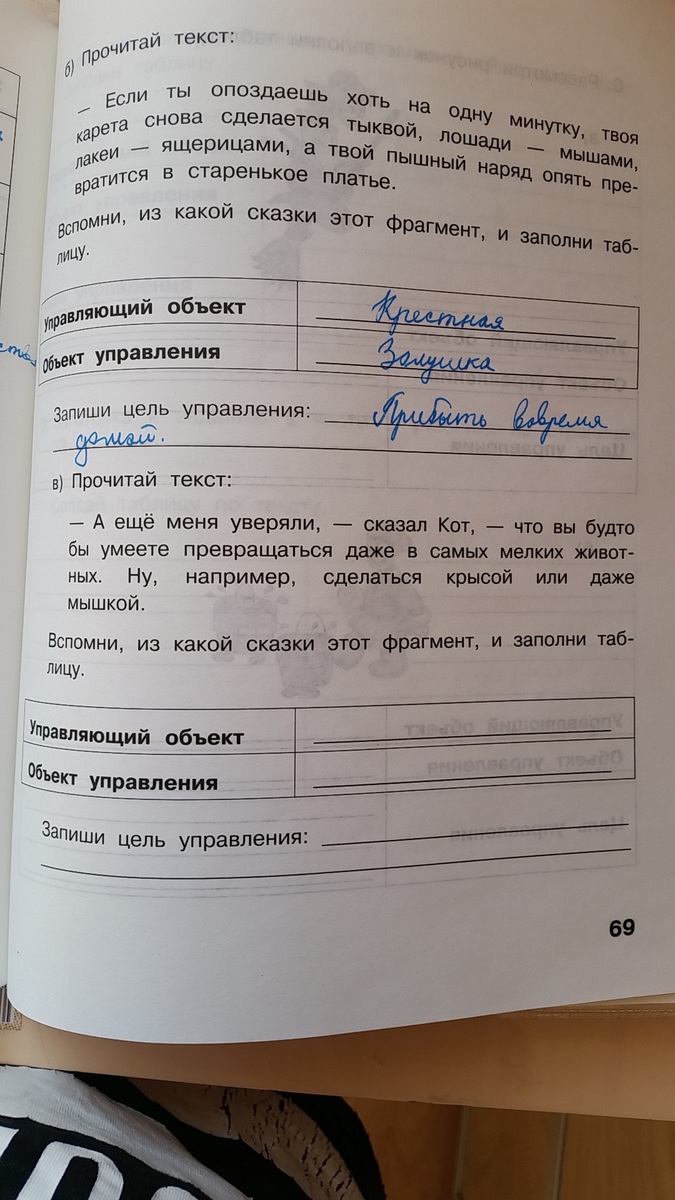 б) Прочитай текст:
— Если ты опоздаешь хоть на одну минутку, твоя
карета снова сделается тыквой, лошади — мышами,
лакеи — ящерицами, а твой пышный наряд опять пре-
вратится в старенькое платье.
Вспомни, из какой сказки этот фрагмент, и заполни таб-
лицу.
Управляющий объект Крестная
Объект управления Золушка
Запиши цель управления: Прибыть вовремя
домой.
в) Прочитай текст:
— А ещё меня уверяли, — сказал Кот, — что вы будто
бы умеете превращаться даже в самых мелких живот-
ных. Ну, например, сделаться крысой или даже
мышкой.
Вспомни, из какой сказки этот фрагмент, и заполни таб-
лицу.
Управляющий объект
Объект управления
Запиши цель управления:
69